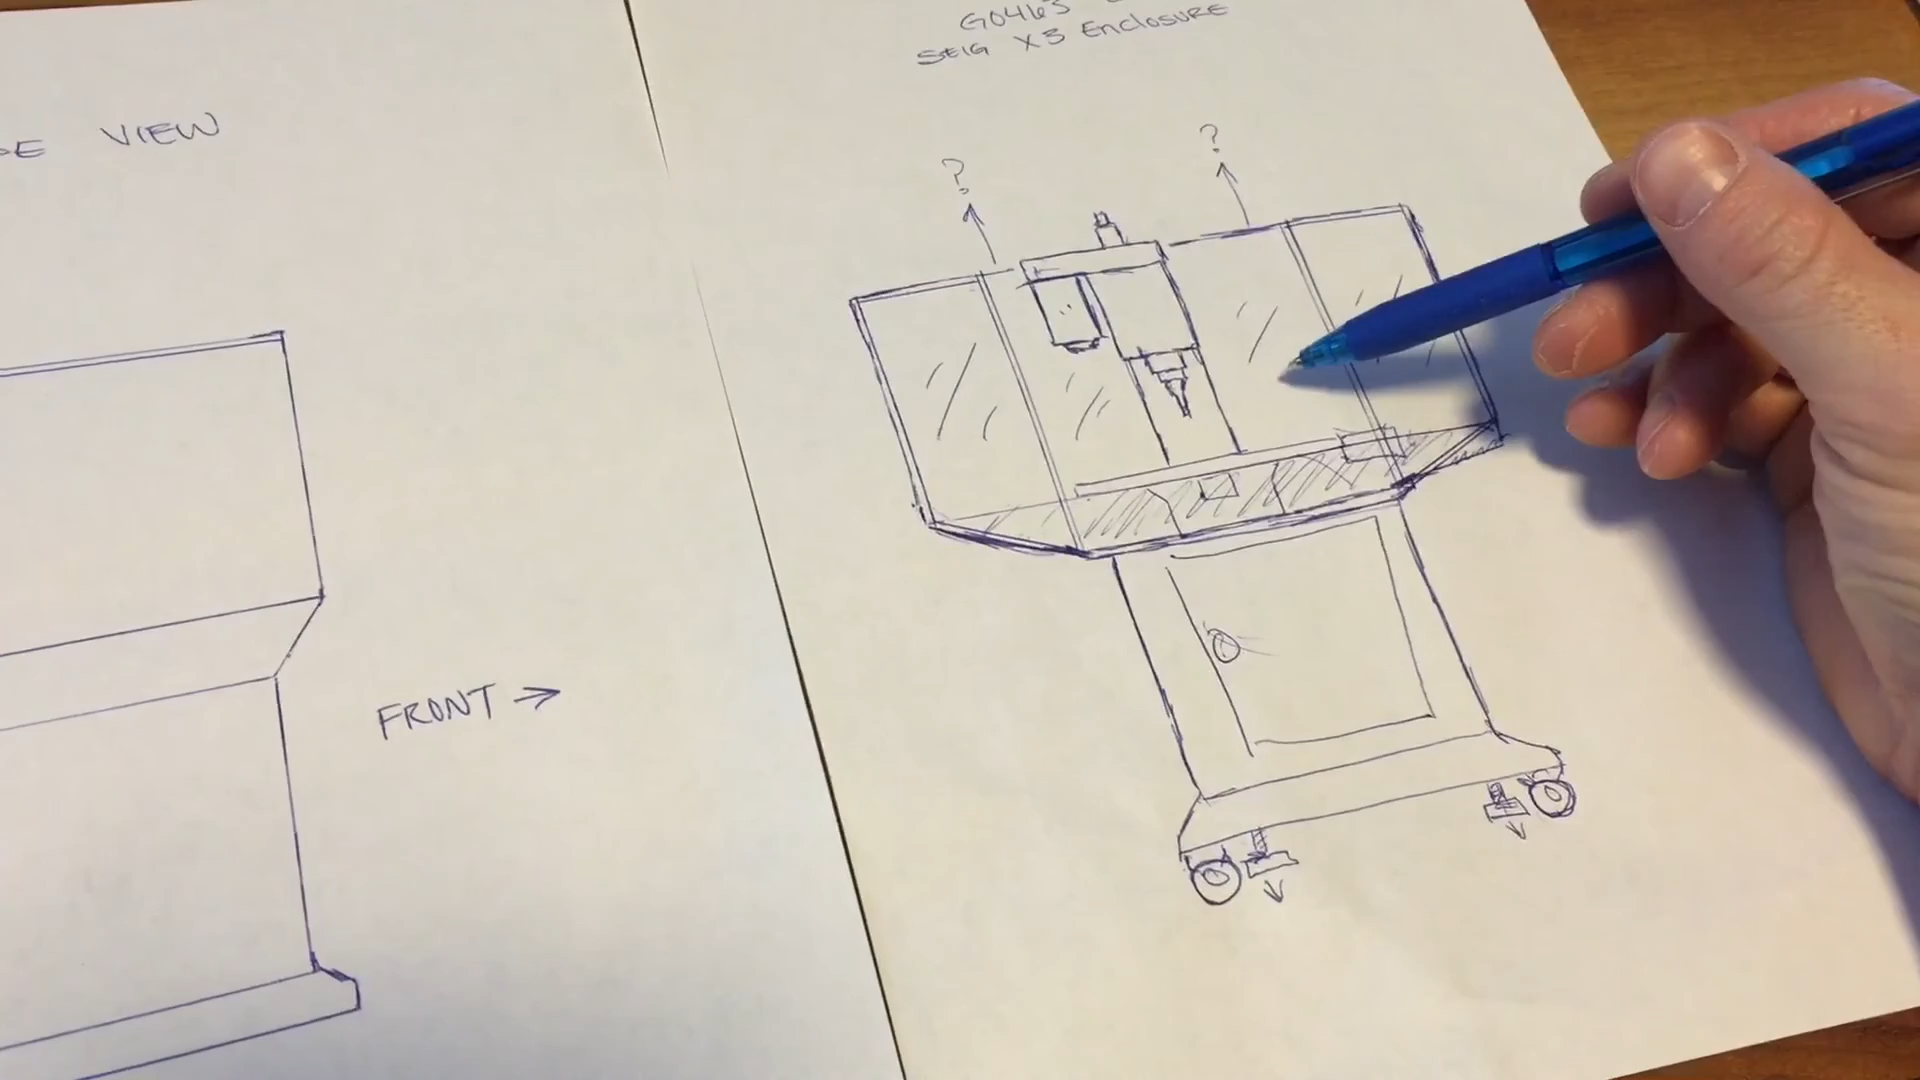 VIEW
FRONT →
G0463
SEIG X3 EnclosURE
?
?